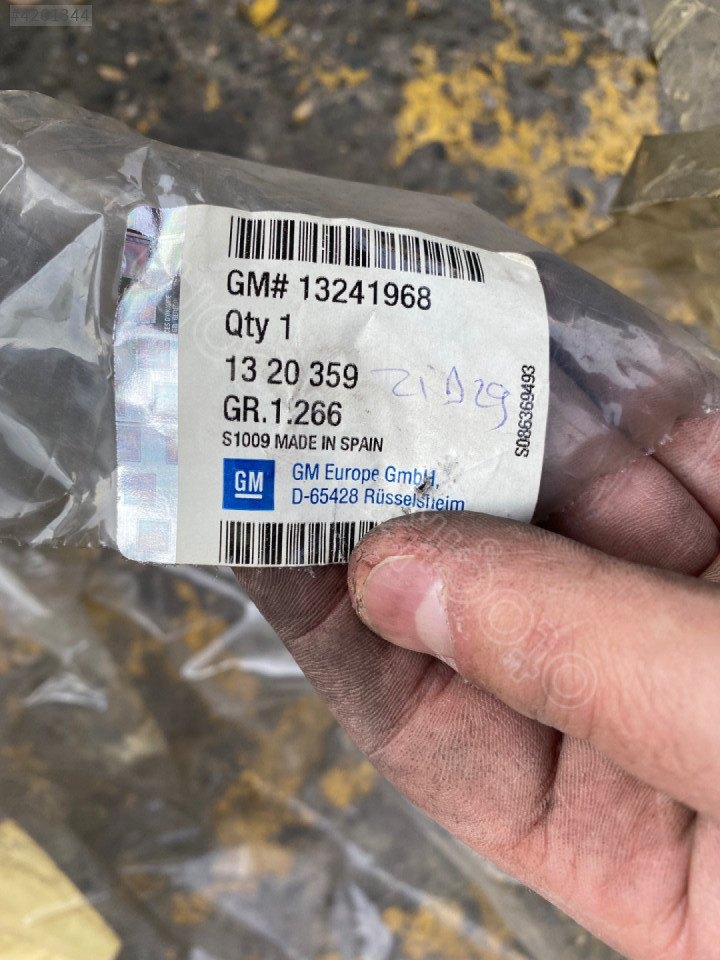 #4291344
GM# 13241968
Qty 1
13 20 359
GR.1.266
S1009 MADE IN SPAIN
GM
GM Europe GmbH,
D-65428 Rüsselsheim
S086369493